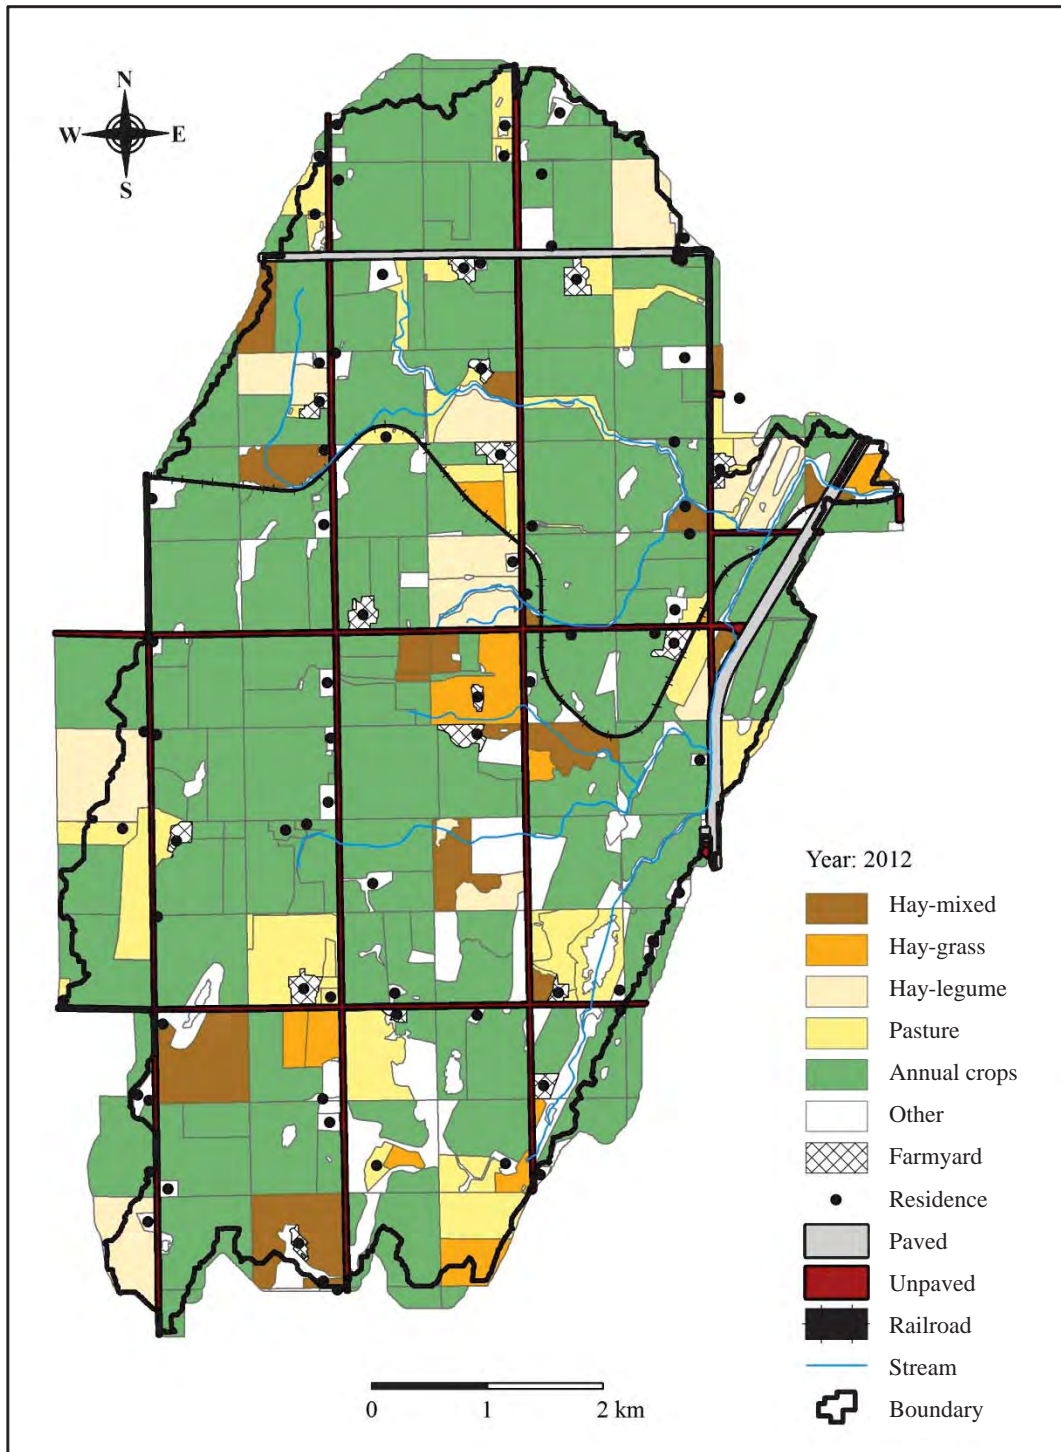 N
W E
S
Year: 2012
Hay-mixed
Hay-grass
Hay-legume
Pasture
Annual crops
Other
Farmyard
Residence
Paved
Unpaved
Railroad
Stream
Boundary
0 1 2 km